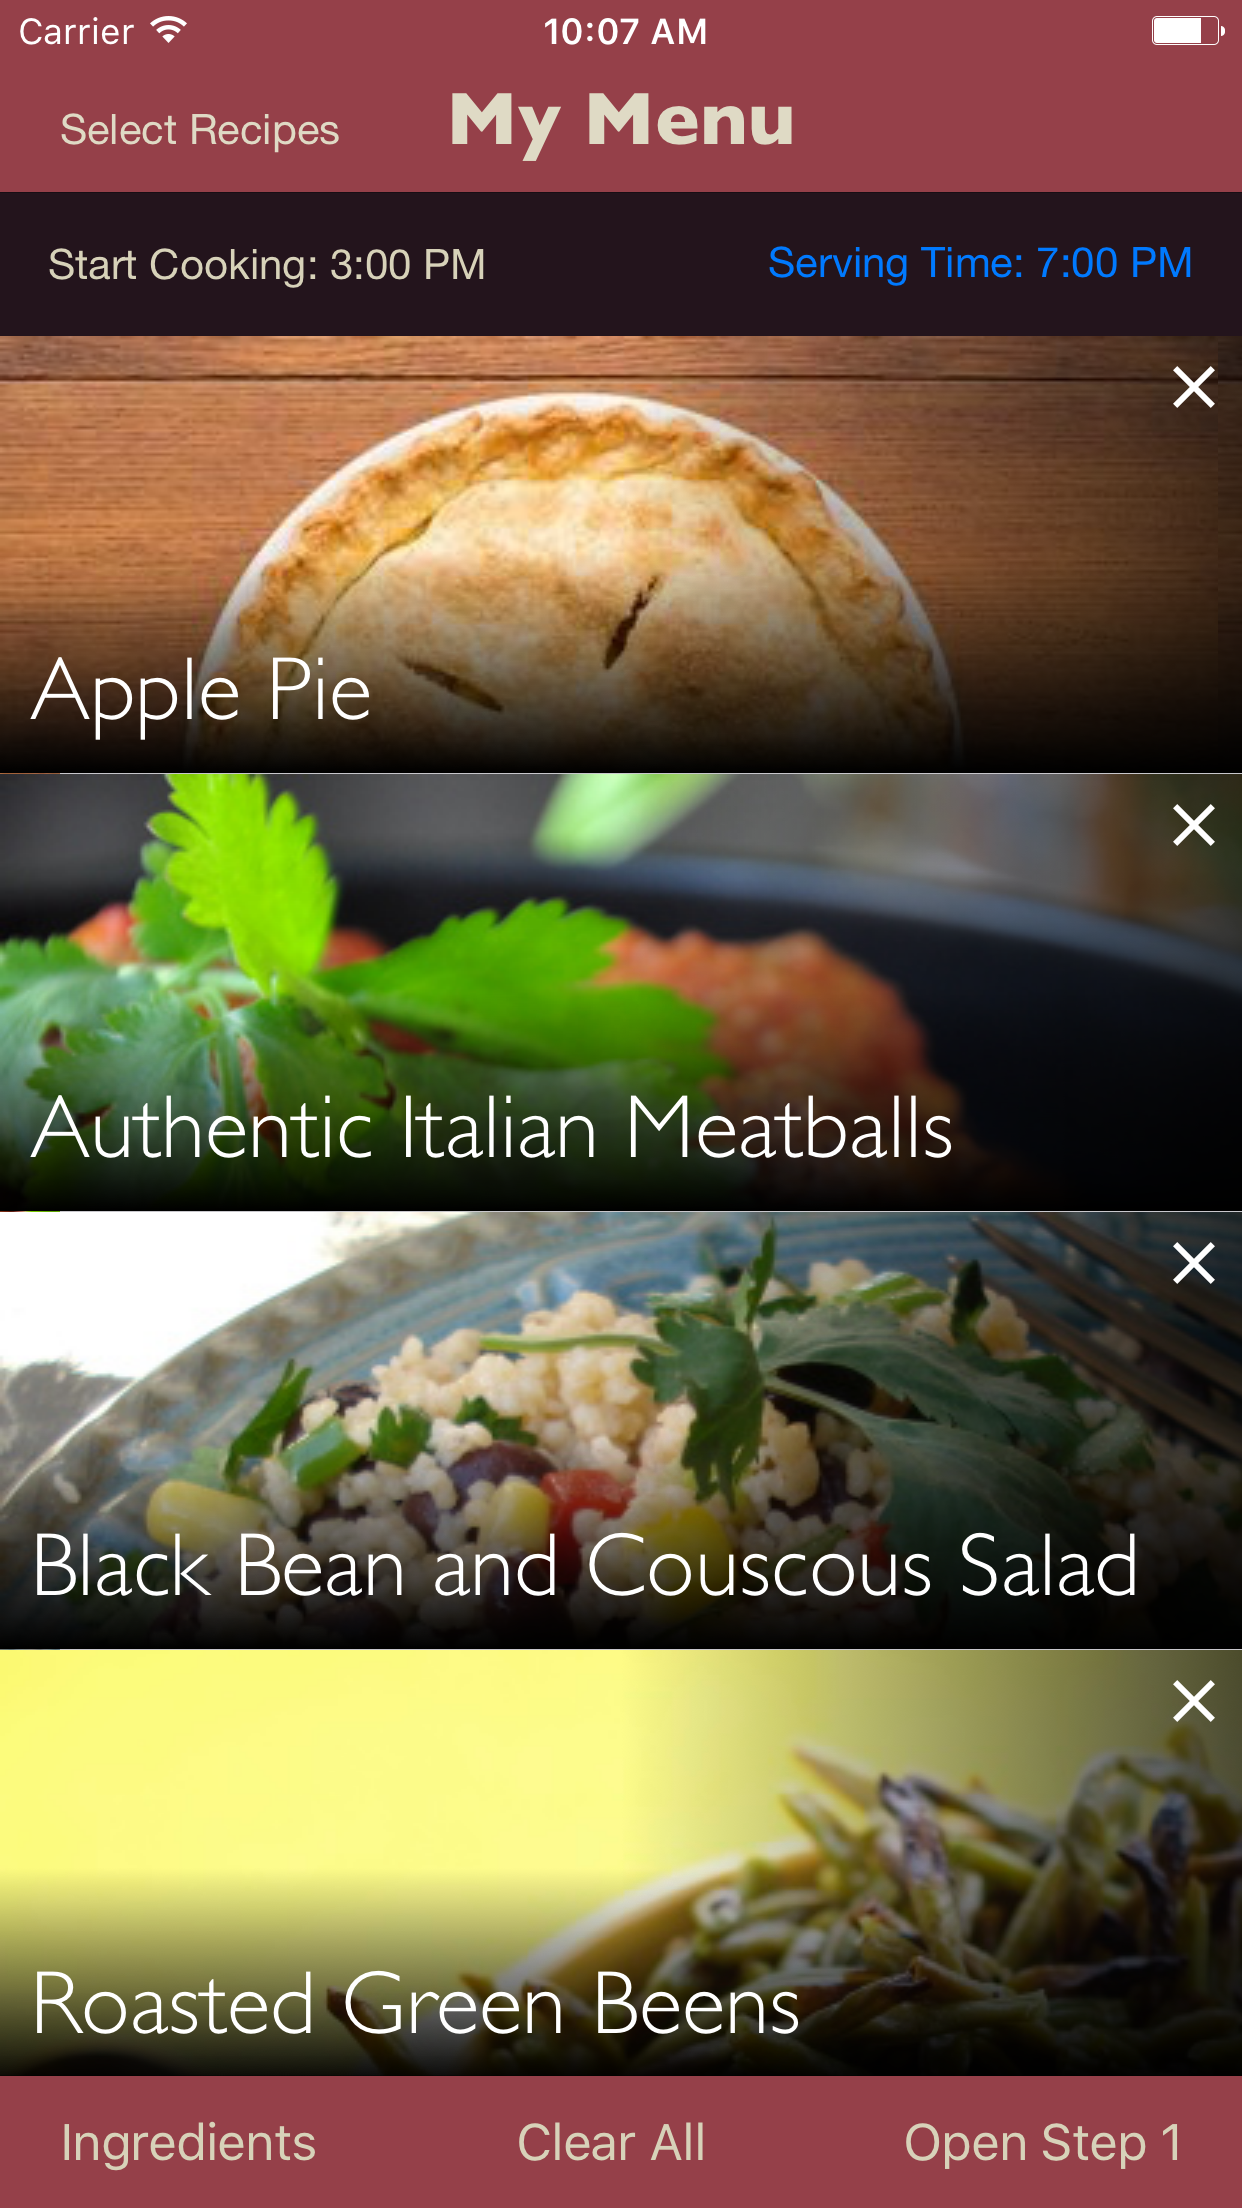 Carrier
10:07 AM
Select Recipes
My Menu
Start Cooking: 3:00 PM
Serving Time: 7:00 PM
Apple Pie
Authentic Italian Meatballs
Black Bean and Couscous Salad
Roasted Green Beens
Ingredients
Clear All
Open Step 1